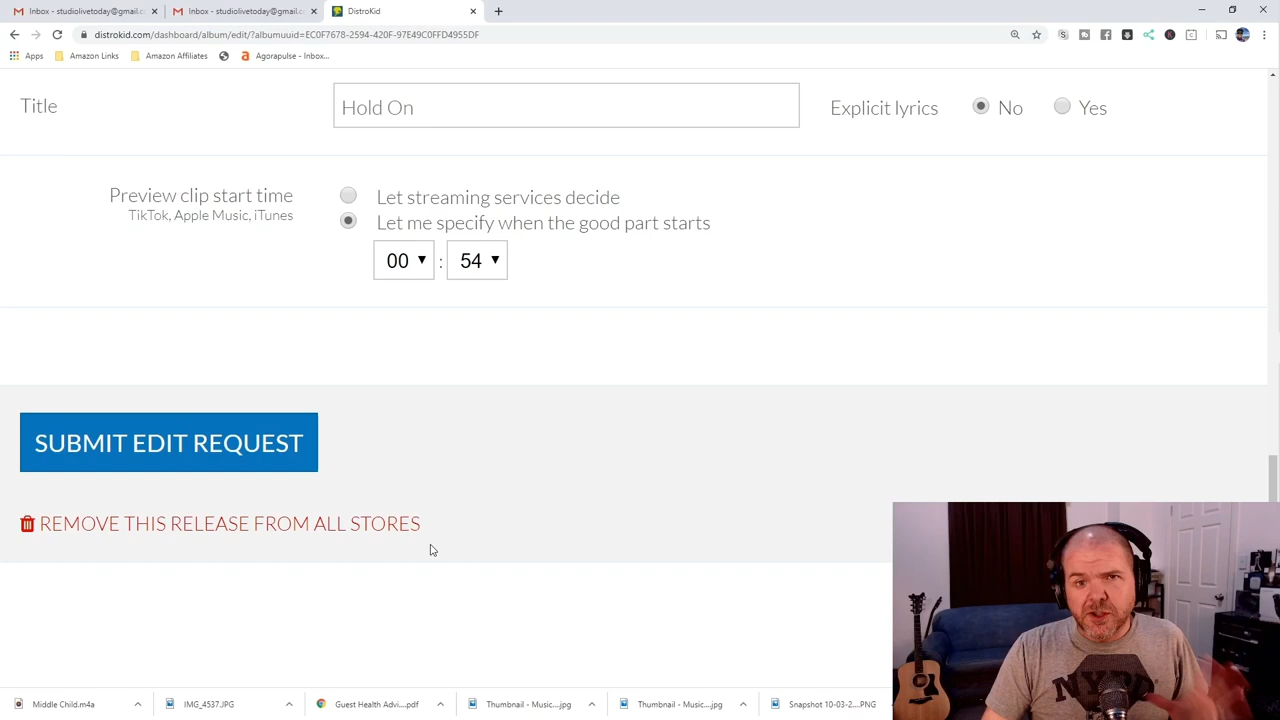 Inbox - studiolivetoday@gmail.c
Inbox - studiolivetoday@gmail.c
DistroKid
distrokid.com/dashboard/album/edit/?albumuuid=EC0F7678-2594-420F-97E49C0FFD4955DF
Apps
Amazon Links
Amazon Affiliates
Agorapulse - Inbox...
Title
Hold On
Explicit lyrics
No
Yes
Preview clip start time
TikTok, Apple Music, iTunes
Let streaming services decide
Let me specify when the good part starts
00 : 54
SUBMIT EDIT REQUEST
REMOVE THIS RELEASE FROM ALL STORES
NYPD
Middle Child.m4a
IMG_4537.JPG
Guest Health Advi....pdf
Thumbnail - Music...jpg
Thumbnail - Music...jpg
Snapshot 10-03-2...PNG